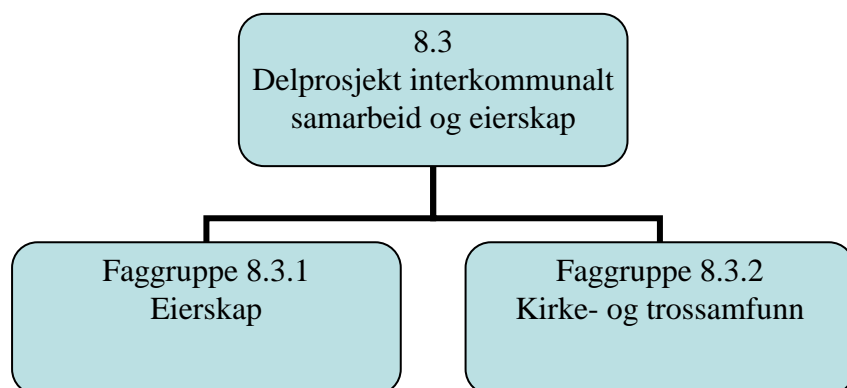 8.3
Delprosjekt interkommunalt
samarbeid og eierskap
Faggruppe 8.3.1
Eierskap
Faggruppe 8.3.2
Kirke- og trossamfunn